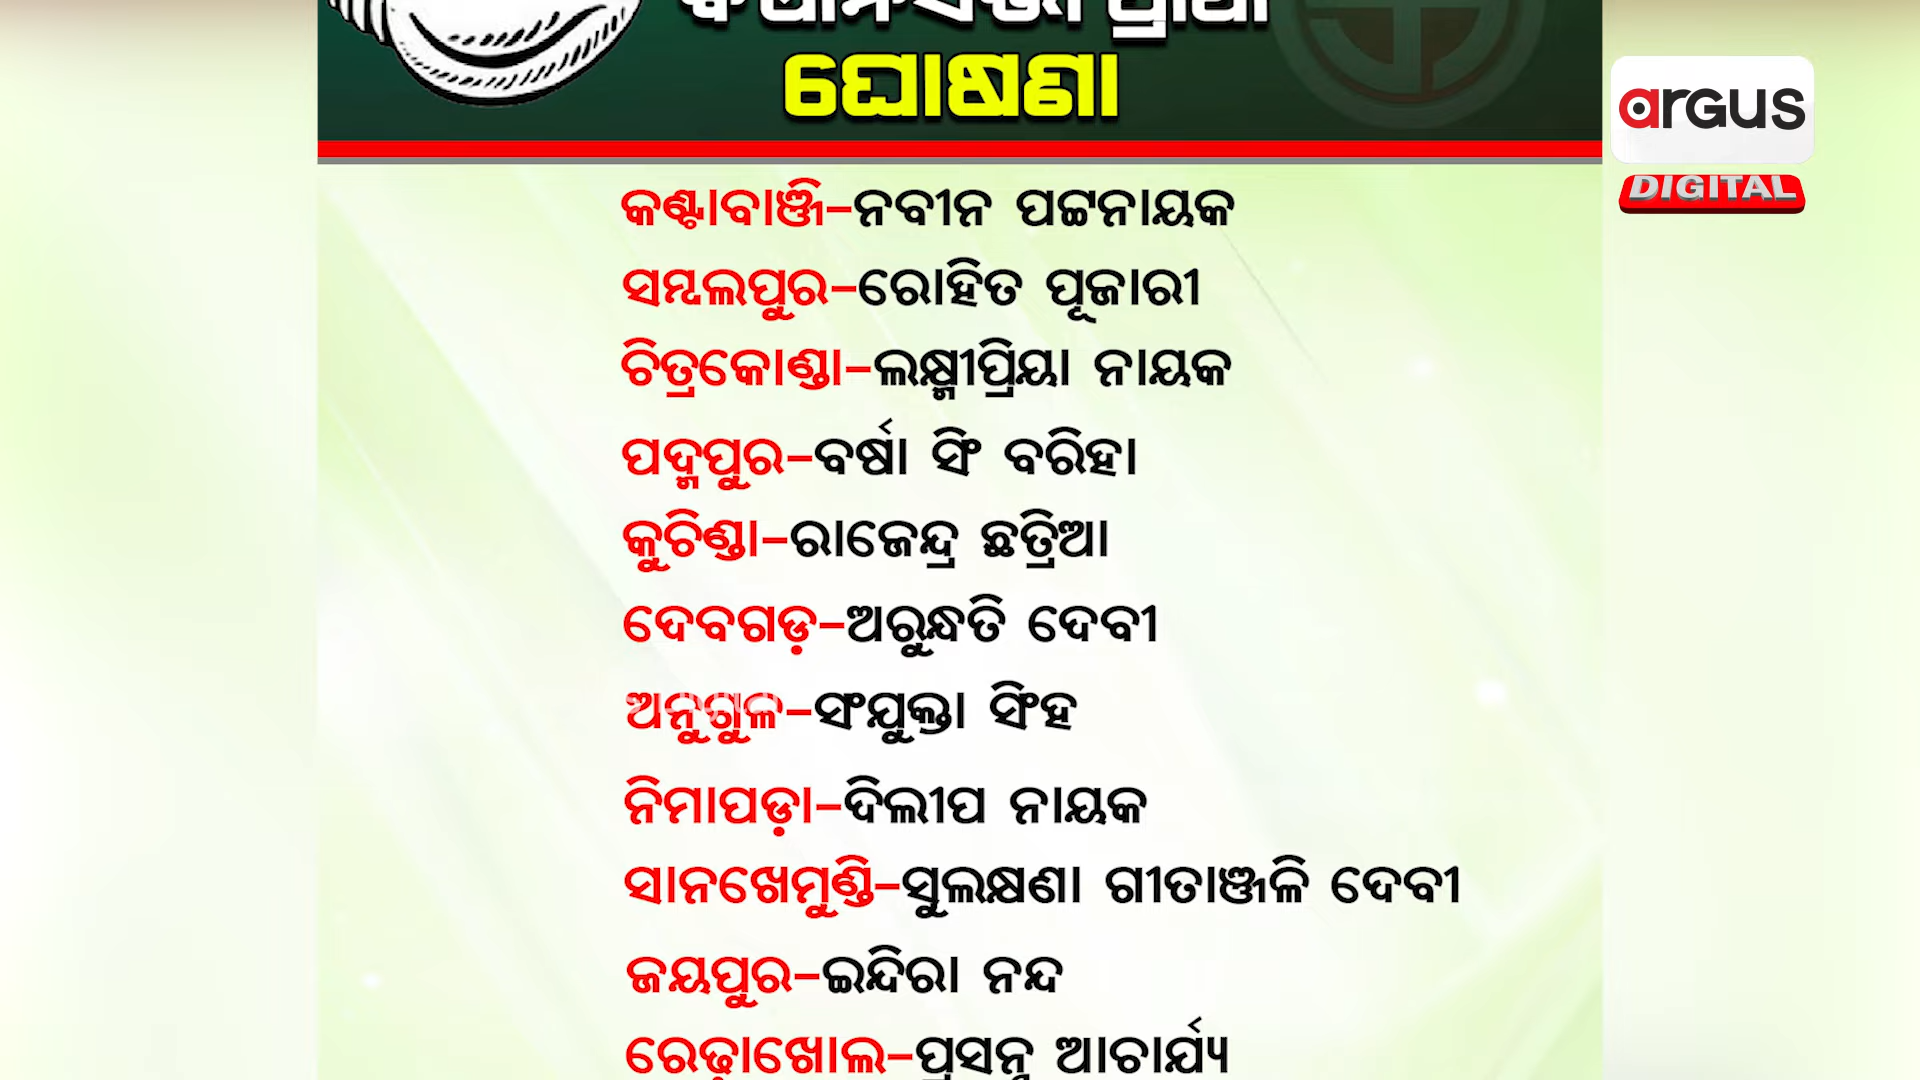 ଘୋଷଣା
argus
DIGITAL
କଣ୍ଟାବାଞ୍ଜି–ନବୀନ ପଟ୍ଟନାୟକ
ସମ୍ବଲପୁର–ରୋହିତ ପୂଜାରୀ
ଚିତ୍ରକୋଣ୍ଡା–ଲକ୍ଷ୍ମୀପ୍ରିୟା ନାୟକ
ପଦ୍ମପୁର–ବର୍ଷା ସିଂ ବରିହା
କୁଚିଣ୍ଡା–ରାଜେନ୍ଦ୍ର ଛତ୍ରିଆ
ଦେବଗଡ଼–ଅରୁନ୍ଧତି ଦେବୀ
ଅନୁଗୁଳ–ସଂଯୁକ୍ତା ସିଂହ
ନିମାପଡ଼ା–ଦିଲୀପ ନାୟକ
ସାନଖେମୁଣ୍ଡି–ସୁଲକ୍ଷଣା ଗୀତାଞ୍ଜଳି ଦେବୀ
ଜୟପୁର–ଇନ୍ଦିରା ନନ୍ଦ
ରେଢ଼ାଖୋଲ–ପ୍ରସନ୍ନ ଆଚାର୍ଯ୍ୟ